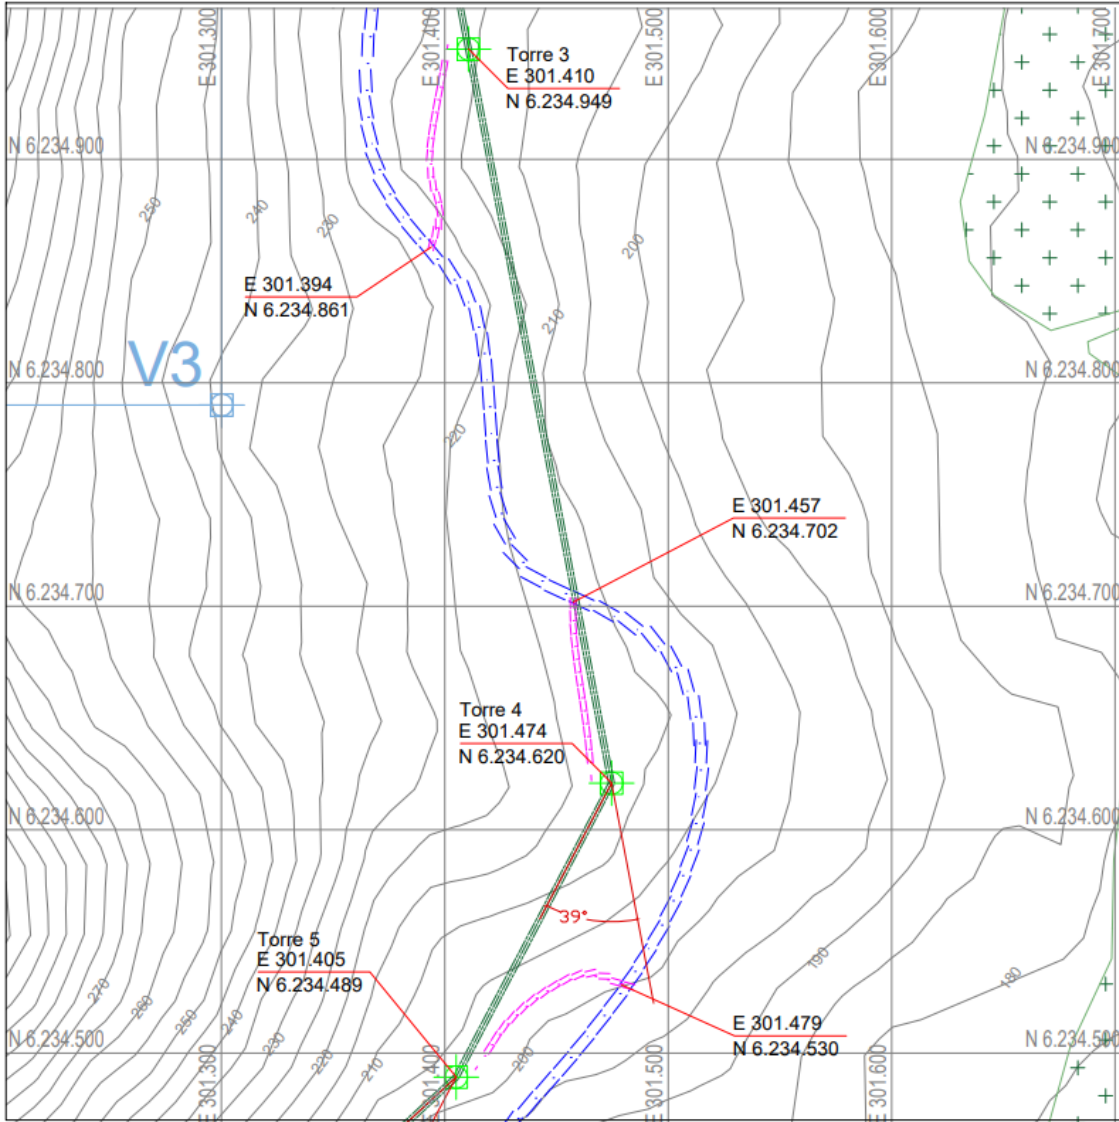 E 301.300
E 301.400
E 301.500
E 301.600
E 301.700
Torre 3
E 301.410
N 6.234.949
N 6.234.900
N 6.234.900
250
240
230
200
E 301.394
N 6.234.861
210
V3
N 6.234.800
N 6.234.800
220
E 301.457
N 6.234.702
N 6.234.700
N 6.234.700
Torre 4
E 301.474
N 6.234.620
N 6.234.600
N 6.234.600
39°
Torre 5
E 301.405
N 6.234.489
190
180
270
260
250
240
230
220
210
200
E 301.479
N 6.234.530
N 6.234.500
N 6.234.500
E 301.300
E 301.400
E 301.500
E 301.600